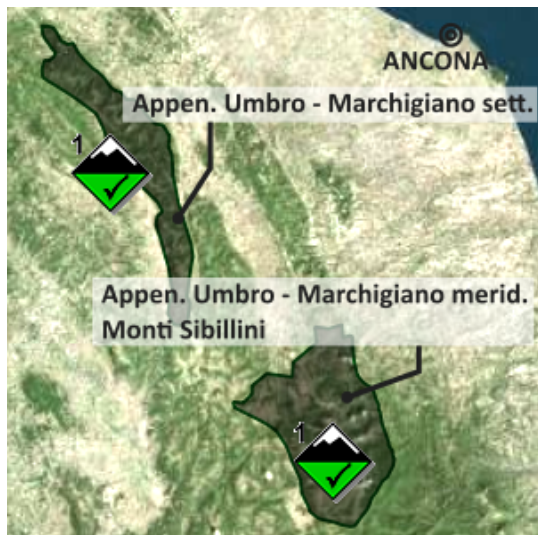 ANCONA
Appen. Umbro - Marchigiano sett.
1
Appen. Umbro - Marchigiano merid.
Monti Sibillini
1